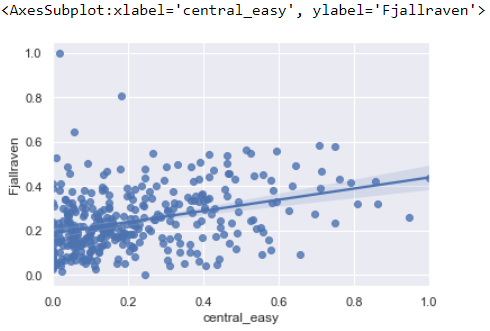 <AxesSubplot:xlabel='central_easy', ylabel='Fjallraven'>
1.0
0.8
0.6
0.4
0.2
0.0
Fjallraven
0.0 0.2 0.4 0.6 0.8 1.0
central_easy